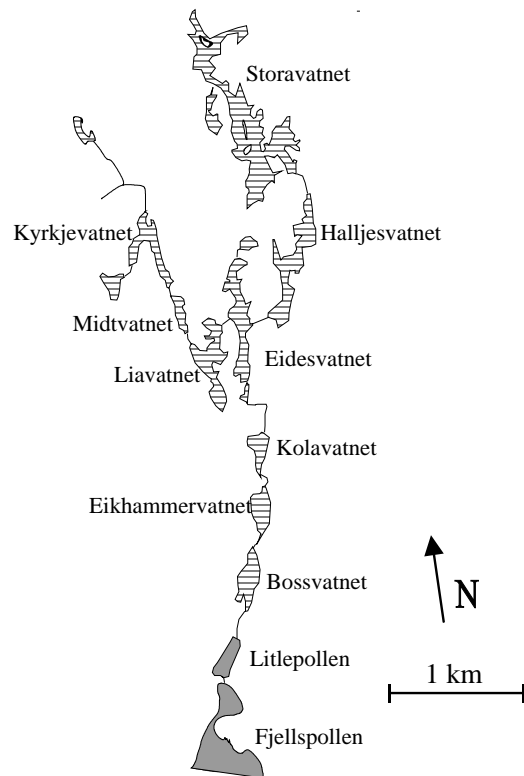 Storavatnet
Kyrkjevatnet
Halljesvatnet
Midtvatnet
Eidesvatnet
Liavatnet
Kolavatnet
Eikhammervatnet
Bossvatnet
N
Litlepollen
1 km
Fjellspollen